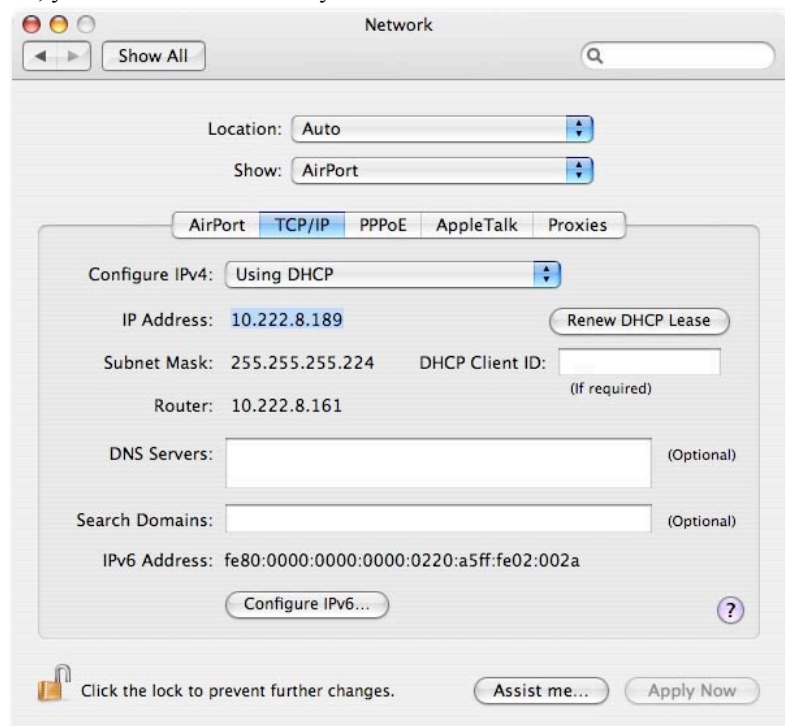 Network
Show All
Location: Auto
Show: AirPort
AirPort TCP/IP PPPoE AppleTalk Proxies
Configure IPv4: Using DHCP
IP Address: 10.222.8.189 Renew DHCP Lease
Subnet Mask: 255.255.255.224 DHCP Client ID:
(If required)
Router: 10.222.8.161
DNS Servers: (Optional)
Search Domains: (Optional)
IPv6 Address: fe80:0000:0000:0000:0220:a5ff:fe02:002a
Configure IPv6...
?
Click the lock to prevent further changes. Assist me... Apply Now